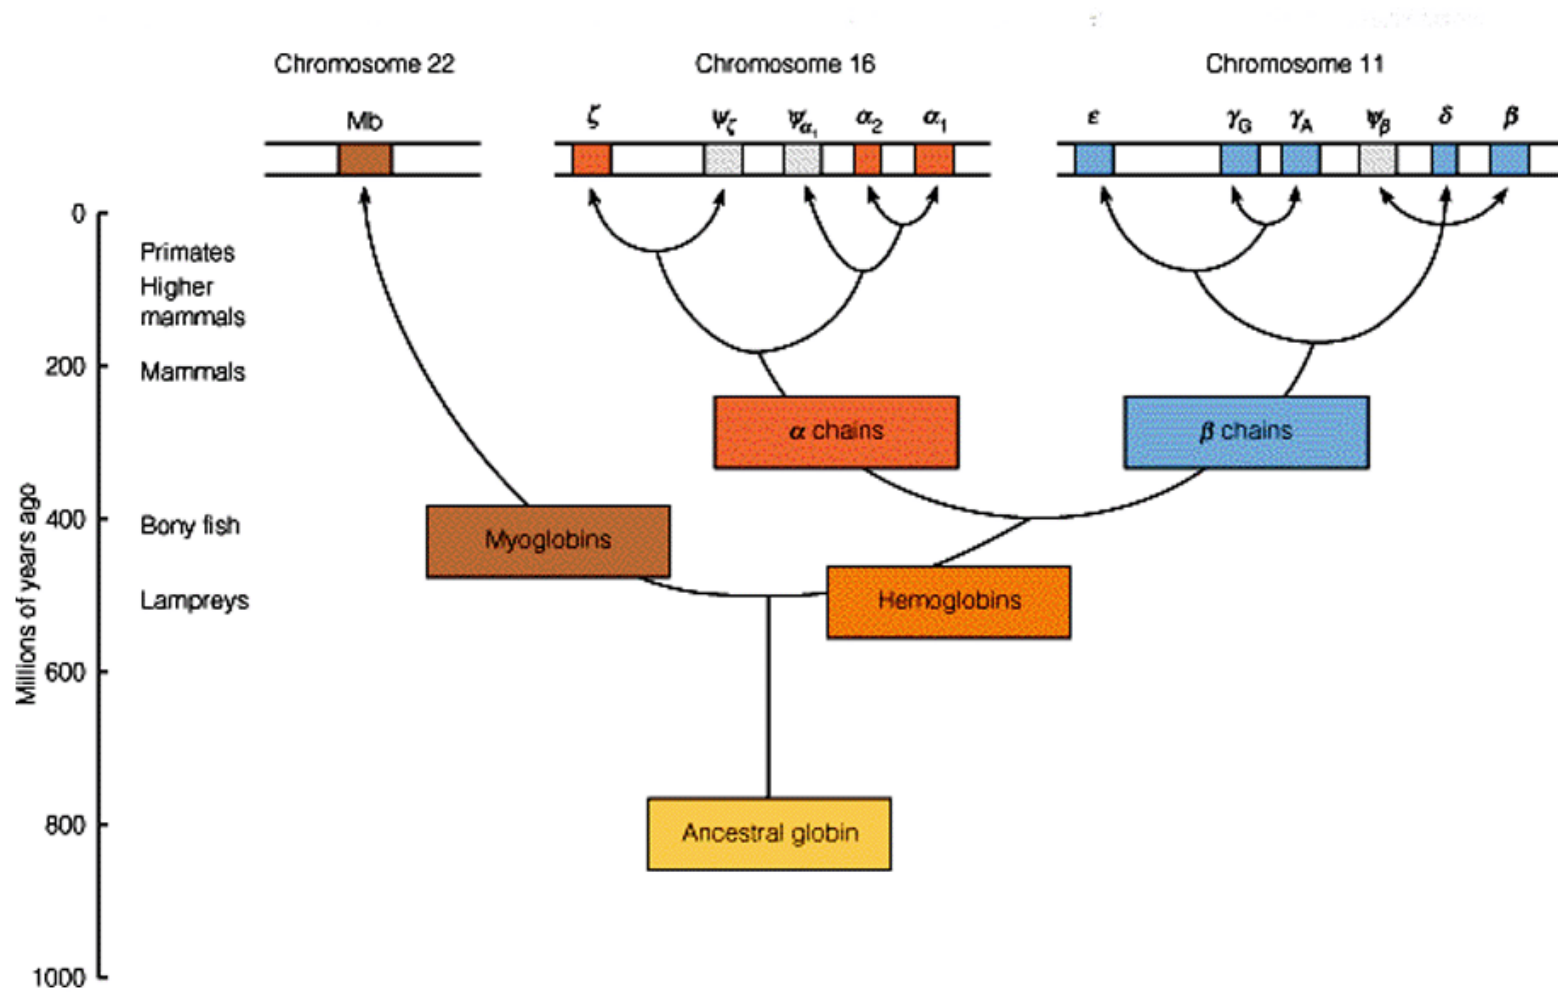 Chromosome 22
Chromosome 16
Chromosome 11
Mb
ζ
ψζ
ψα1
α2
α1
ε
γG
γA
ψβ
δ
β
0
Primates
Higher
mammals
200
Mammals
α chains
β chains
Millions of years ago
400
Bony fish
Myoglobins
Lampreys
Hemoglobins
600
800
Ancestral globin
1000